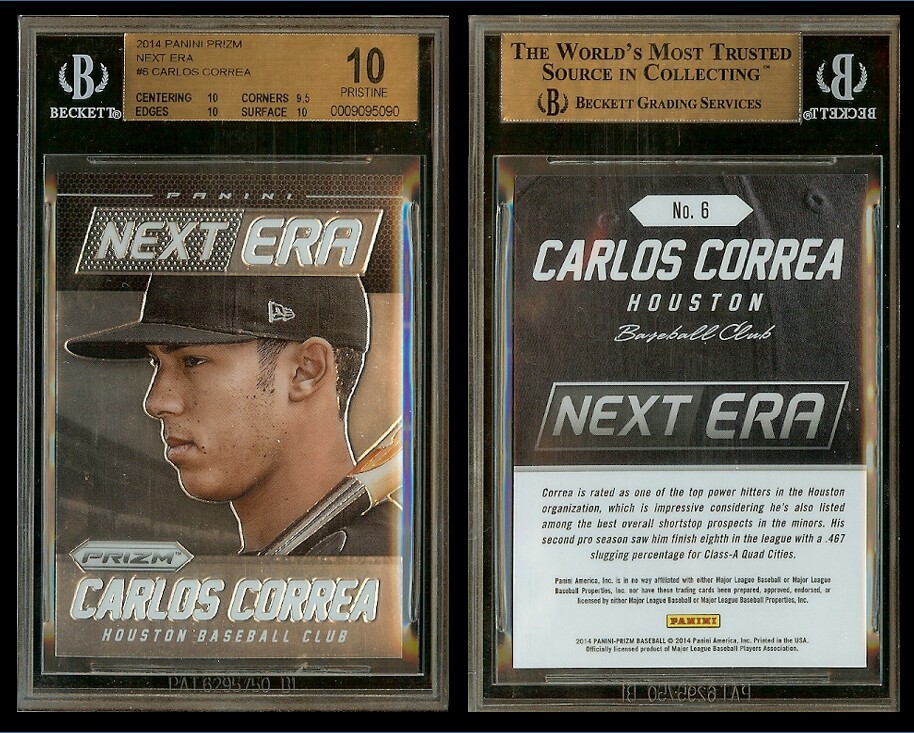 2014 PANINI PRIZM
NEXT ERA
#6 CARLOS CORREA
CENTERING 10 CORNERS 9.5
EDGES 10 SURFACE 10
10
PRISTINE
0009095090
B
BECKETT®
PANINI
NEXT ERA
PRIZM™
CARLOS CORREA
HOUSTON BASEBALL CLUB
THE WORLD'S MOST TRUSTED
SOURCE IN COLLECTING™
B BECKETT GRADING SERVICES
B
BECKETT®
No. 6
CARLOS CORREA
HOUSTON
Baseball Club
NEXT ERA
Correa is rated as one of the top power hitters in the Houston
organization, which is impressive considering he's also listed
among the best overall shortstop prospects in the minors. His
second pro season saw him finish eighth in the league with a .467
slugging percentage for Class-A Quad Cities.
Panini America, Inc. is in no way affiliated with either Major League Baseball or Major League
Baseball Properties, Inc. nor have these trading cards been prepared, approved, endorsed, or
licensed by either Major League Baseball or Major League Baseball Properties, Inc.
PANINI
2014 PANINI-PRIZM BASEBALL © 2014 Panini America, Inc. Printed in the USA.
Officially licensed product of Major League Baseball Players Association.